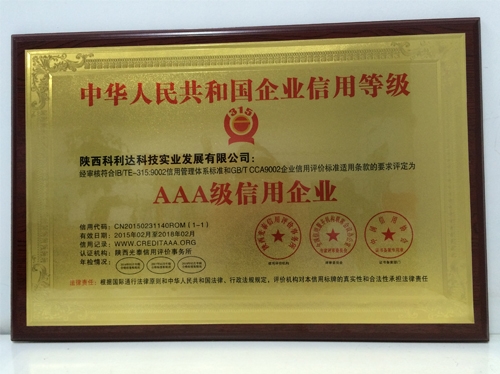 中华人民共和国企业信用等级
315
陕西科利达科技实业发展有限公司：
经审核符合IB/TE-315.9002信用管理体系标准和GB/T CCA9002企业信用评价标准适用条款的要求评定为
AAA级信用企业
信用代码：CN20150231140ROM (1-1)
有效日期：2015年02月至2018年02月
信用记录：WWW.CREDITAAA.ORG
认证机构：陕西光泰信用评价事务所
年检情况：
法律责任：根据国际通行法律原则和中华人民共和国法律，行政法规规定，评价机构对本信用标牌的真实性和合法性承担法律责任